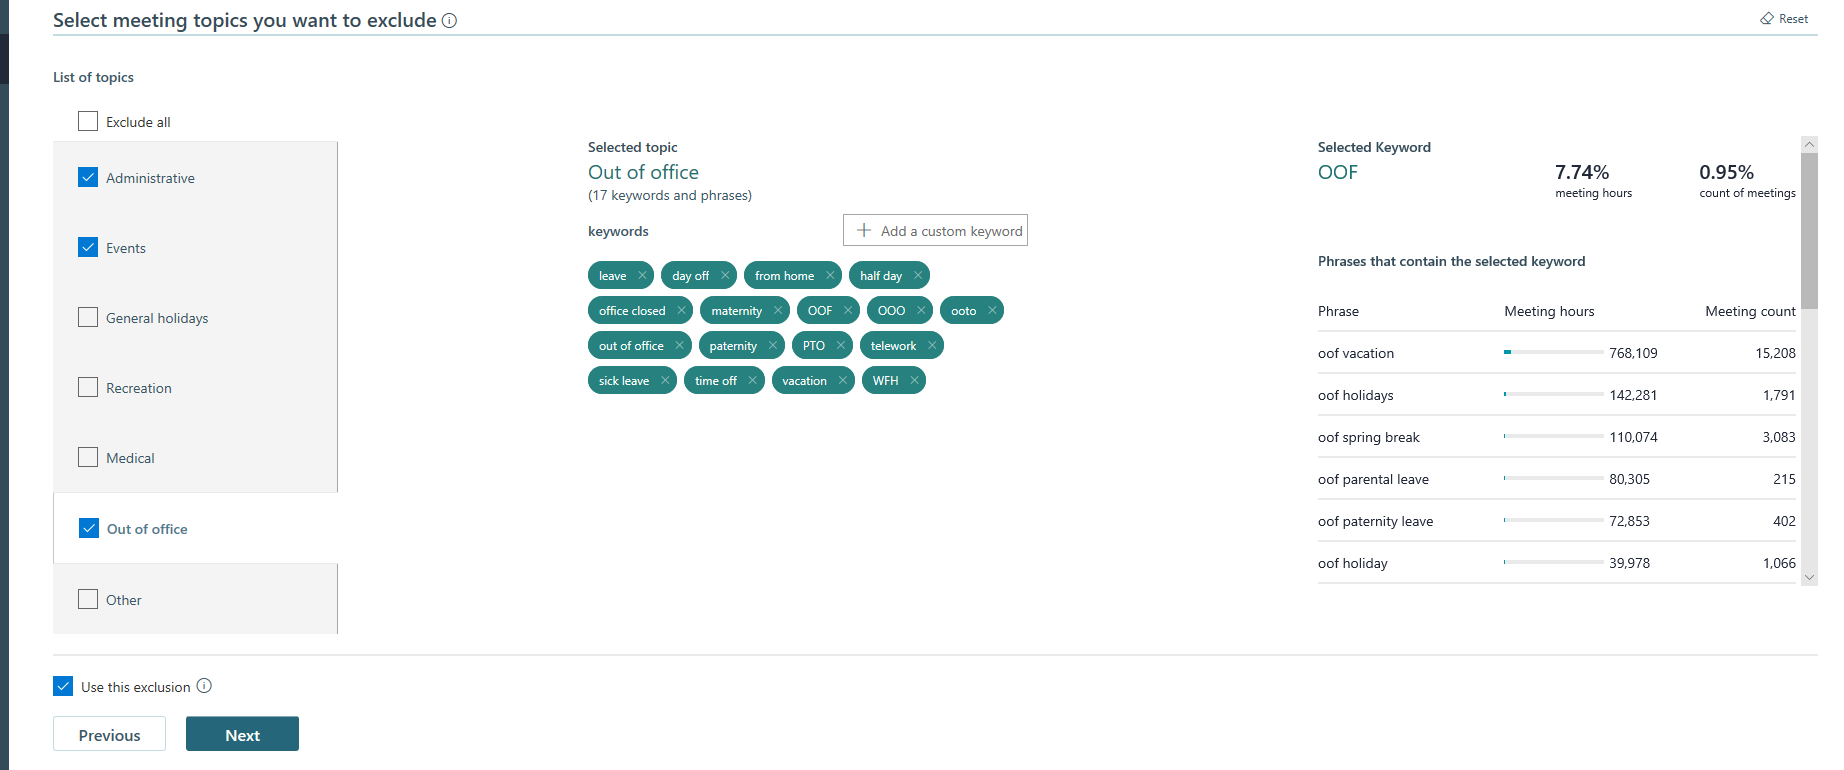 Select meeting topics you want to exclude
Reset
List of topics
Exclude all
Administrative
Events
General holidays
Recreation
Medical
Out of office
Other
Selected topic
Out of office
(17 keywords and phrases)
keywords
Add a custom keyword
leave day off from home half day
office closed maternity OOF OOO ooto
out of office paternity PTO telework
sick leave time off vacation WFH
Selected Keyword
OOF 7.74% 0.95%
meeting hours count of meetings
Phrases that contain the selected keyword
Phrase Meeting hours Meeting count
oof vacation 768,109 15,208
oof holidays 142,281 1,791
oof spring break 110,074 3,083
oof parental leave 80,305 215
oof paternity leave 72,853 402
oof holiday 39,978 1,066
Use this exclusion
Previous Next